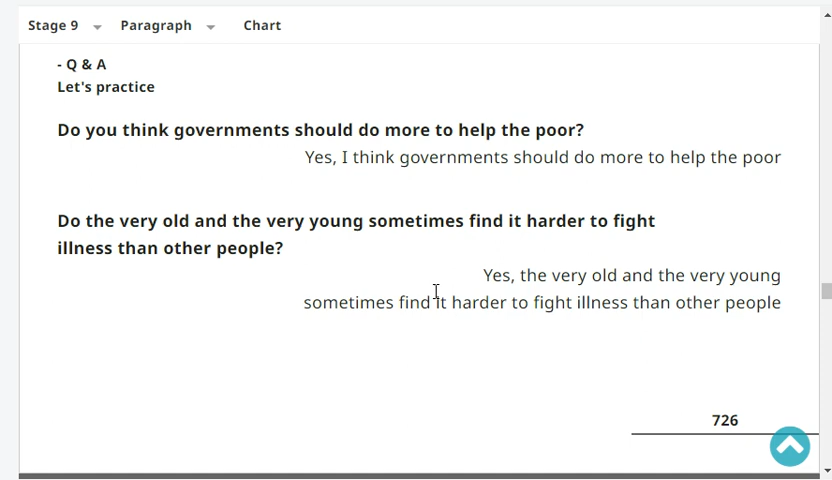 Stage 9 Paragraph Chart
- Q & A
Let's practice
Do you think governments should do more to help the poor?
Yes, I think governments should do more to help the poor
Do the very old and the very young sometimes find it harder to fight
illness than other people?
Yes, the very old and the very young
sometimes find it harder to fight illness than other people
726